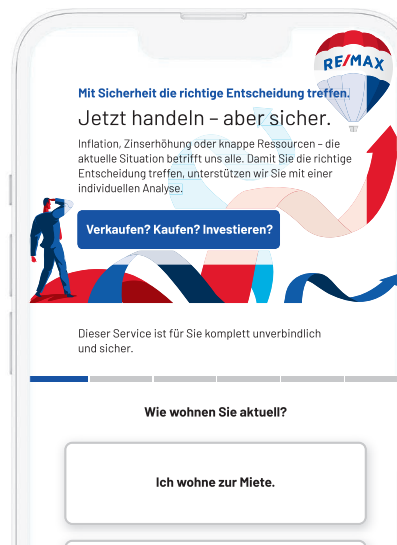 RE/MAX
Mit Sicherheit die richtige Entscheidung treffen.
Jetzt handeln – aber sicher.
Inflation, Zinserhöhung oder knappe Ressourcen – die
aktuelle Situation betrifft uns alle. Damit Sie die richtige
Entscheidung treffen, unterstützen wir Sie mit einer
individuellen Analyse.
Verkaufen? Kaufen? Investieren?
Dieser Service ist für Sie komplett unverbindlich
und sicher.
Wie wohnen Sie aktuell?
Ich wohne zur Miete.